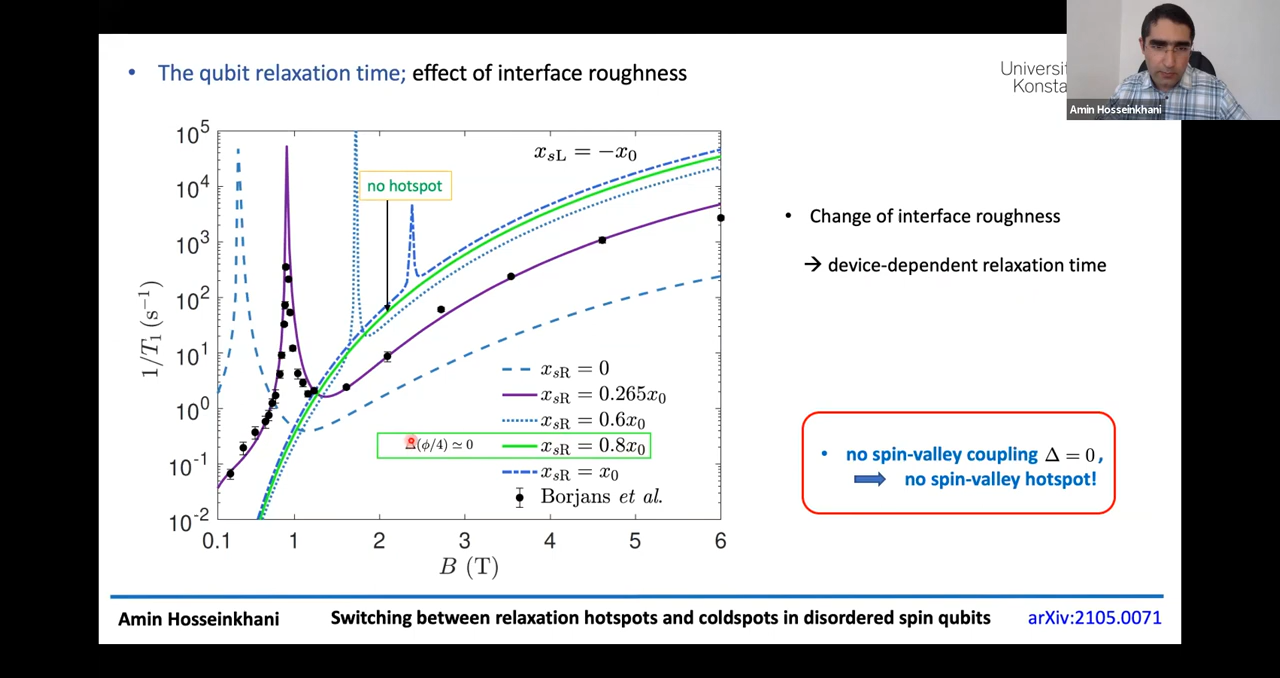 • The qubit relaxation time; effect of interface roughness
Amin Hosseinkhani
10^5
10^4
10^3
10^2
10^1
10^0
10^-1
10^-2
1/T_1 (s^-1)
x_sL = −x_0
no hotspot
x_sR = 0
x_sR = 0.265x_0
x_sR = 0.6x_0
(ϕ/4) ≃ 0
x_sR = 0.8x_0
x_sR = x_0
Borjans et al.
0.1 1 2 3 4 5 6
B (T)
• Change of interface roughness
→ device-dependent relaxation time
• no spin-valley coupling Δ = 0,
no spin-valley hotspot!
Amin Hosseinkhani
Switching between relaxation hotspots and coldspots in disordered spin qubits
arXiv:2105.0071